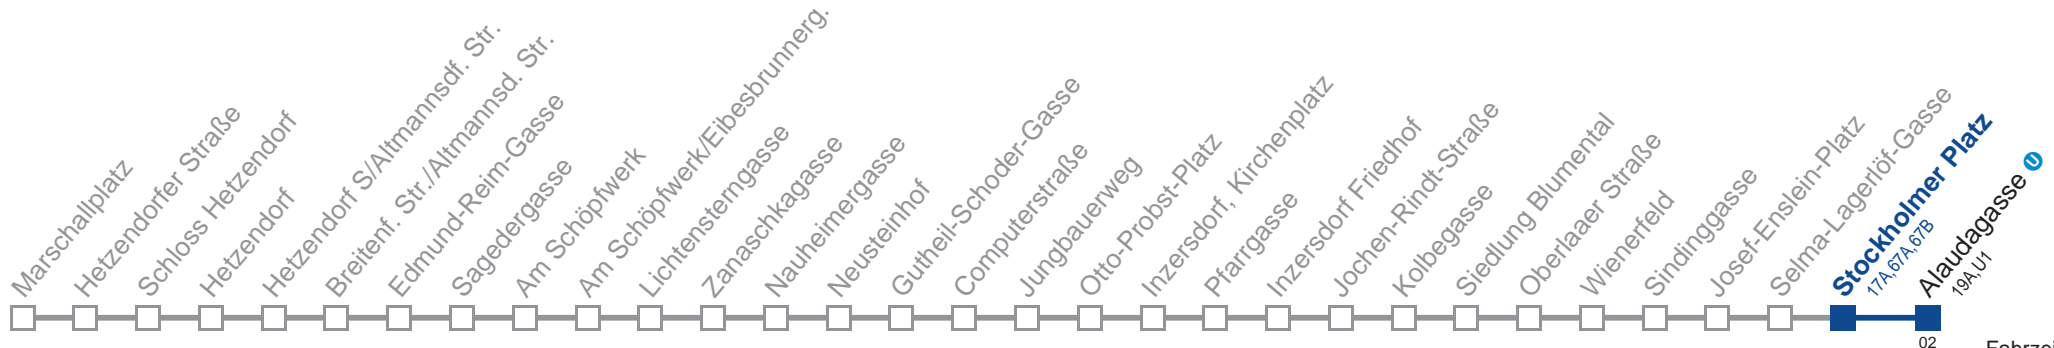 Marschallplatz
Hetzendorfer Straße
Schloss Hetzendorf
Hetzendorf
Hetzendorf S/Altmannsdf. Str.
Breitenf. Str./Altmannsd. Str.
Edmund-Reim-Gasse
Sagedergasse
Am Schöpfwerk
Am Schöpfwerk/Eibesbrunnerg.
Lichtensterngasse
Zanaschkagasse
Nauheimergasse
Neusteinhof
Gutheil-Schoder-Gasse
Computerstraße
Jungbauerweg
Otto-Probst-Platz
Inzersdorf, Kirchenplatz
Pfarrgasse
Inzersdorf Friedhof
Jochen-Rindt-Straße
Kolbegasse
Siedlung Blumental
Oberlaaer Straße
Wienerfeld
Sindinggasse
Josef-Enslein-Platz
Selma-Lagerlöf-Gasse
Stockholmer Platz
17A,67A,67B
Alaudagasse U
19A,U1
02